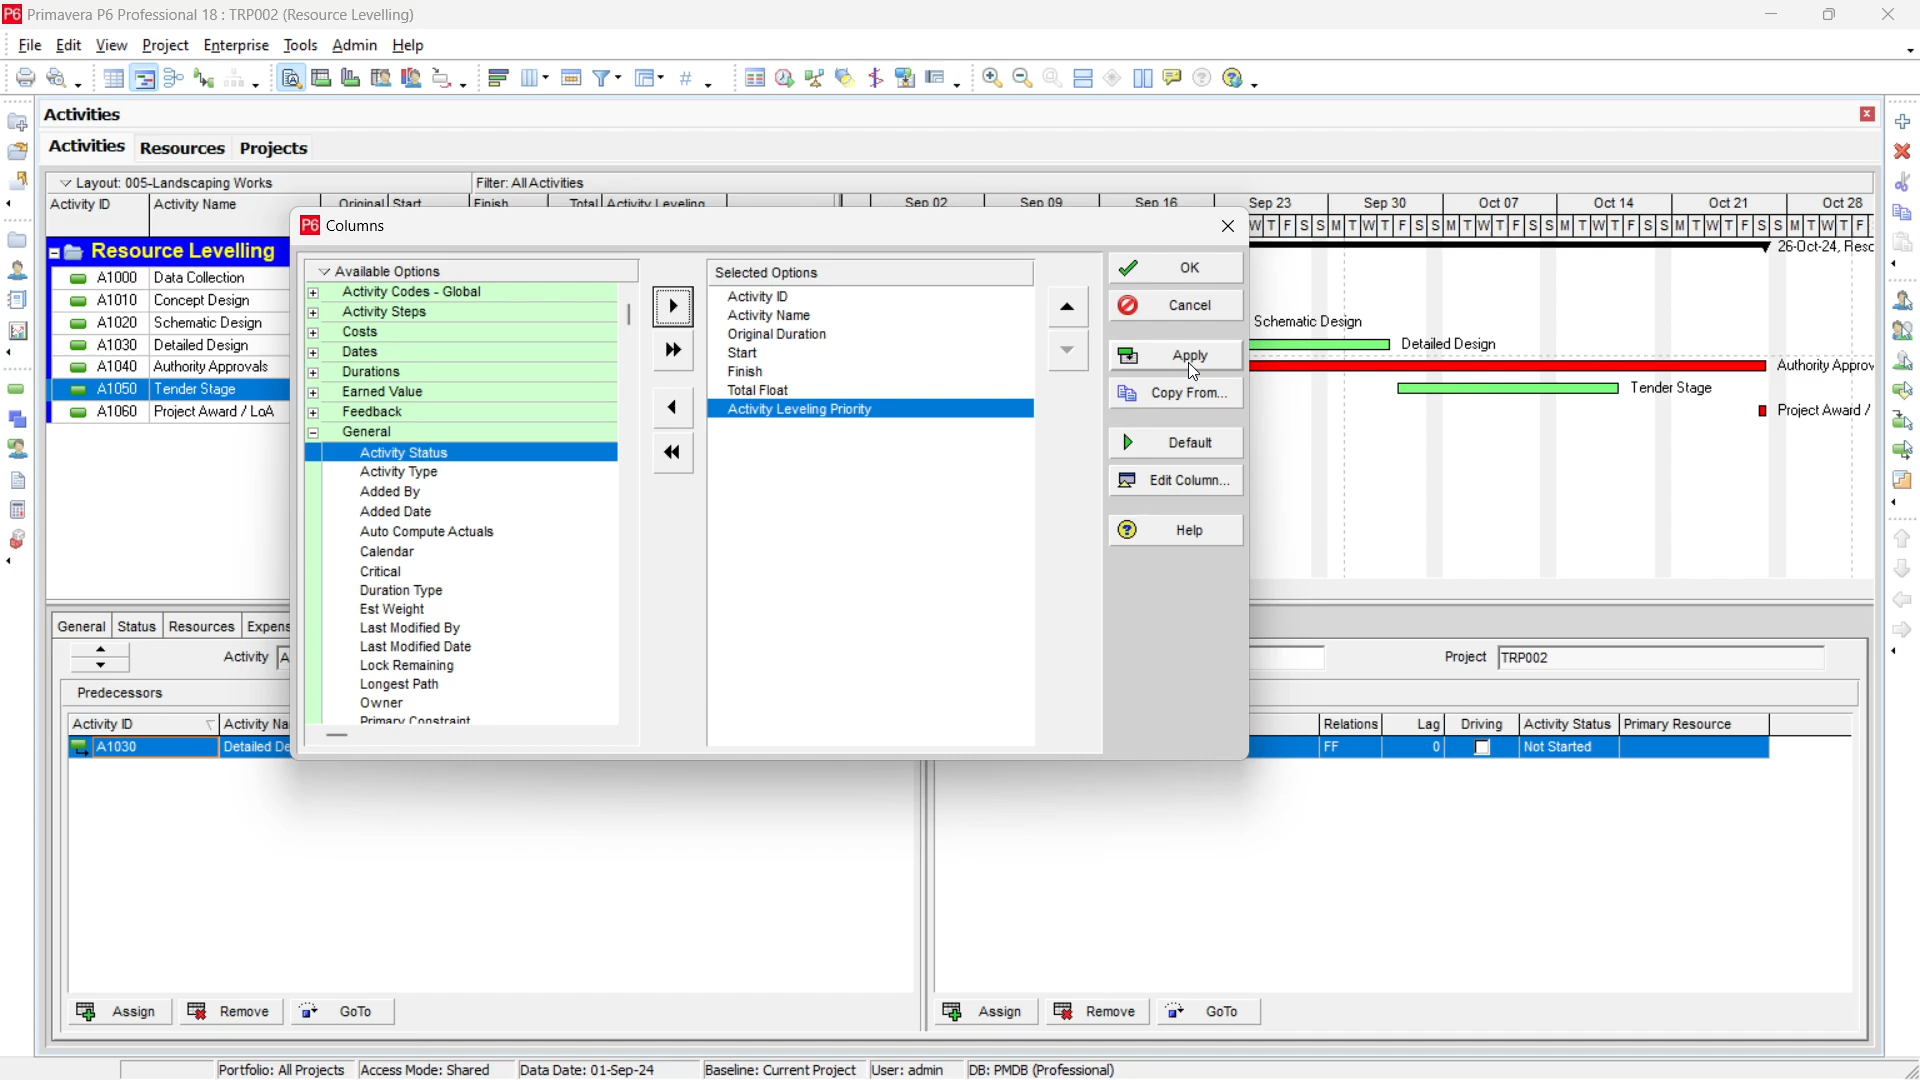 Primavera P6 Professional 18 : TRP002 (Resource Levelling)
File Edit View Project Enterprise Tools Admin Help
Activities
Activities Resources Projects
Layout: 005-Landscaping Works Filter: All Activities
Activity ID Activity Name Original Start Finish Total Activity Leveling Sep 02 Sep 09 Sep 16 Sep 23 Sep 30 Oct 07 Oct 14 Oct 21 Oct 28
W T F S S M T W T F S S M T W T F S S M T W T F S S M T W T F S S M T W T F
Resource Levelling 26-Oct-24, Resc
A1000 Data Collection
A1010 Concept Design
A1020 Schematic Design Schematic Design
A1030 Detailed Design Detailed Design
A1040 Authority Approvals Authority Approv
A1050 Tender Stage Tender Stage
A1060 Project Award / LoA Project Award /
P6 Columns
Available Options
Activity Codes - Global
Activity Steps
Costs
Dates
Durations
Earned Value
Feedback
General
Activity Status
Activity Type
Added By
Added Date
Auto Compute Actuals
Calendar
Critical
Duration Type
Est Weight
Last Modified By
Last Modified Date
Lock Remaining
Longest Path
Owner
Primary Constraint
Selected Options
Activity ID
Activity Name
Original Duration
Start
Finish
Total Float
Activity Leveling Priority
OK
Cancel
Apply
Copy From...
Default
Edit Column...
Help
General Status Resources Expens
Activity A Project TRP002
Predecessors
Activity ID Activity Na Relations Lag Driving Activity Status Primary Resource
A1030 Detailed De FF 0 Not Started
Assign Remove GoTo Assign Remove GoTo
Portfolio: All Projects Access Mode: Shared Data Date: 01-Sep-24 Baseline: Current Project User: admin DB: PMDB (Professional)